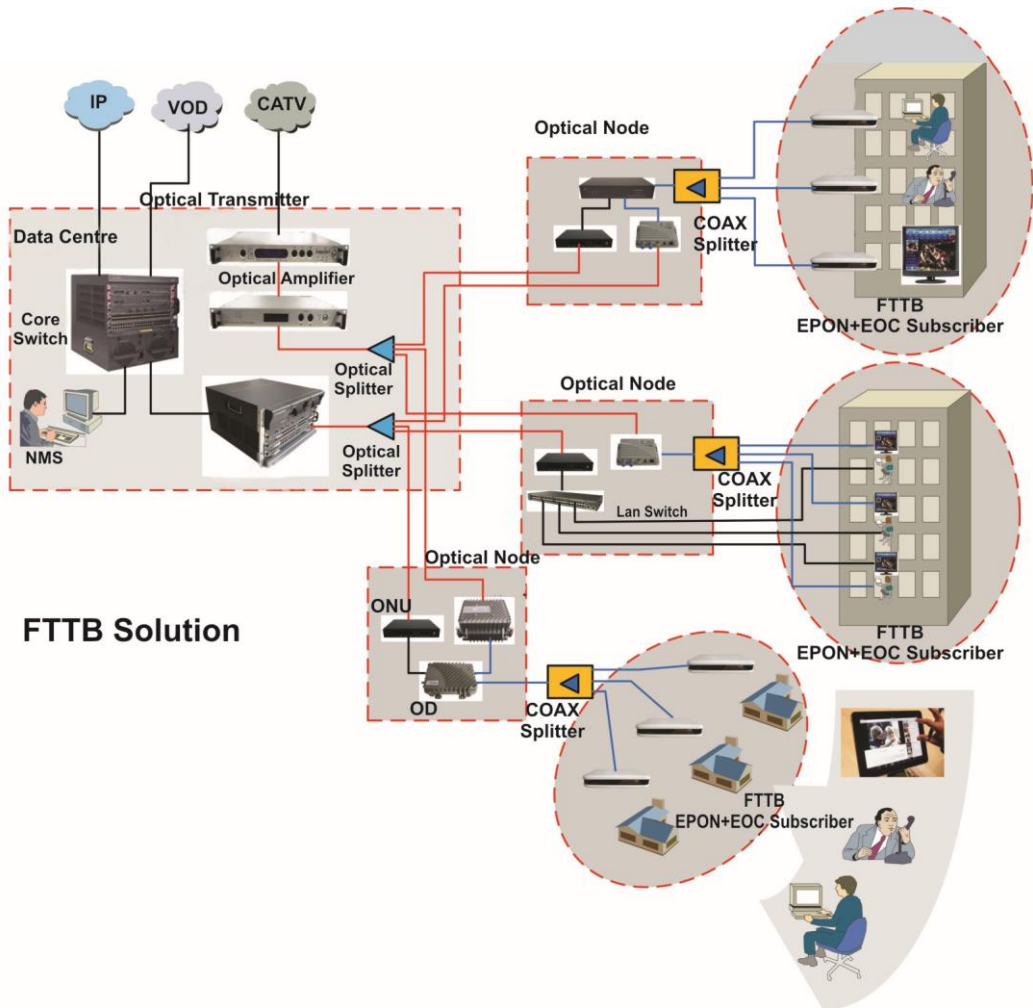 IP
VOD
CATV
Optical Transmitter
Data Centre
Optical Amplifier
Core
Switch
Optical
Splitter
NMS
Optical
Splitter
Optical Node
COAX
Splitter
FTTB
EPON+EOC Subscriber
Optical Node
COAX
Splitter
Lan Switch
FTTB
EPON+EOC Subscriber
Optical Node
ONU
OD
COAX
Splitter
FTTB
EPON+EOC Subscriber
FTTB Solution